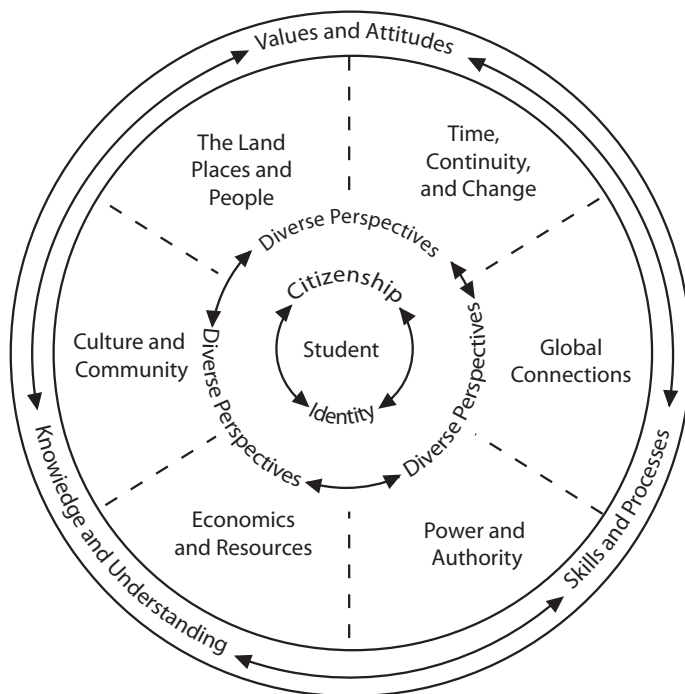 Values and Attitudes
The Land
Places and
People
Time,
Continuity,
and Change
Diverse Perspectives
Citizenship
Student
Identity
Diverse Perspectives
Diverse Perspectives
Culture and
Community
Global
Connections
Economics
and Resources
Power and
Authority
Knowledge and Understanding
Skills and Processes